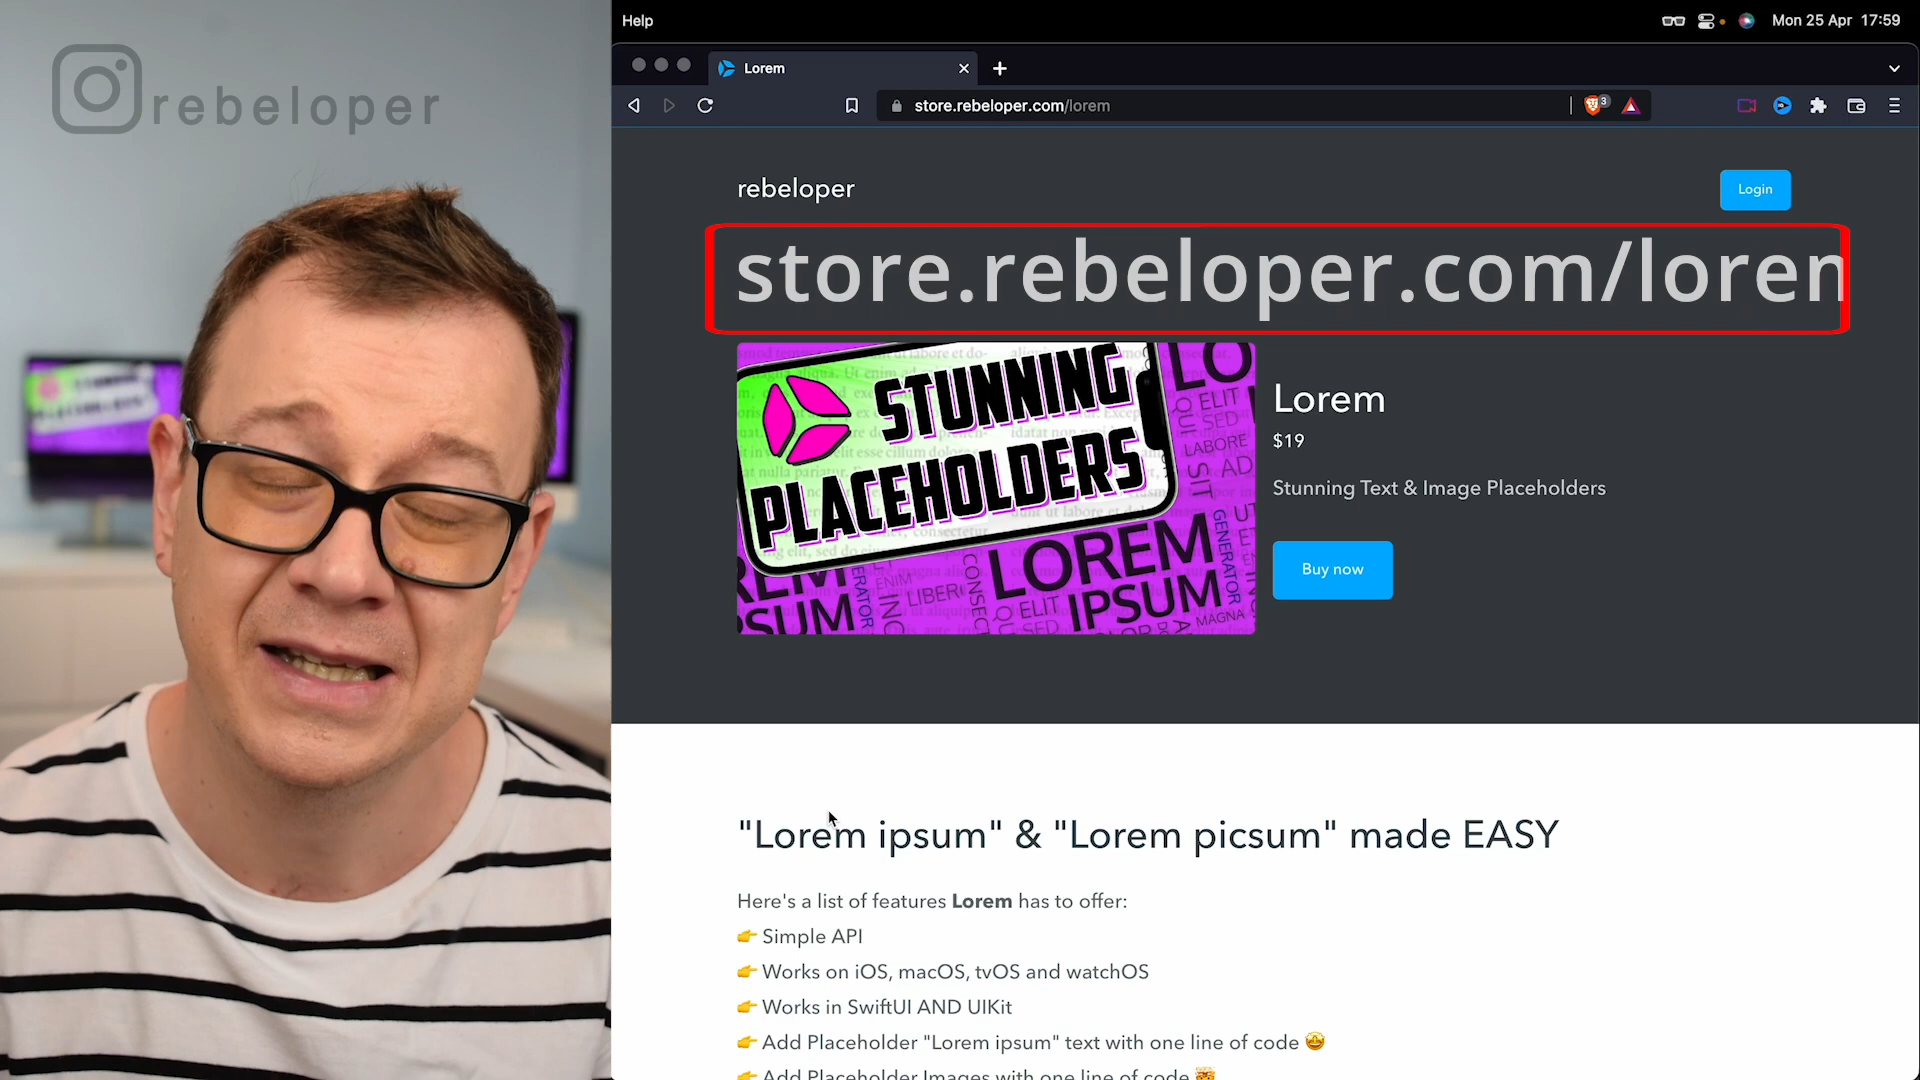 rebeloper
Help
Mon 25 Apr 17:59
Lorem
store.rebeloper.com/lorem
3
rebeloper
Login
store.rebeloper.com/lorem
STUNNING
PLACEHOLDERS
LOREM
IPSUM
Lorem
$19
Stunning Text & Image Placeholders
Buy now
"Lorem ipsum" & "Lorem picsum" made EASY
Here's a list of features Lorem has to offer:
👉 Simple API
👉 Works on iOS, macOS, tvOS and watchOS
👉 Works in SwiftUI AND UIKit
👉 Add Placeholder "Lorem ipsum" text with one line of code 🤩
👉 Add Placeholder Images with one line of code 🤯